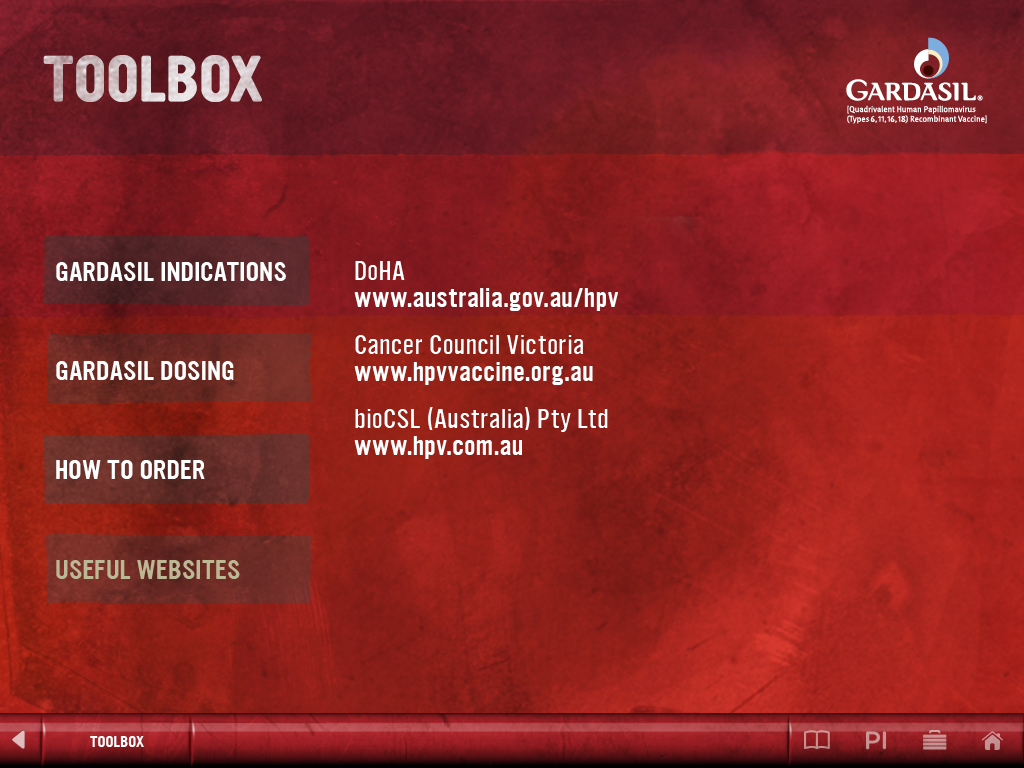 TOOLBOX
GARDASIL®
[Quadrivalent Human Papillomavirus
(Types 6, 11, 16, 18) Recombinant Vaccine]
GARDASIL INDICATIONS
GARDASIL DOSING
HOW TO ORDER
USEFUL WEBSITES
DoHA
www.australia.gov.au/hpv
Cancer Council Victoria
www.hpvvaccine.org.au
bioCSL (Australia) Pty Ltd
www.hpv.com.au
TOOLBOX
PI